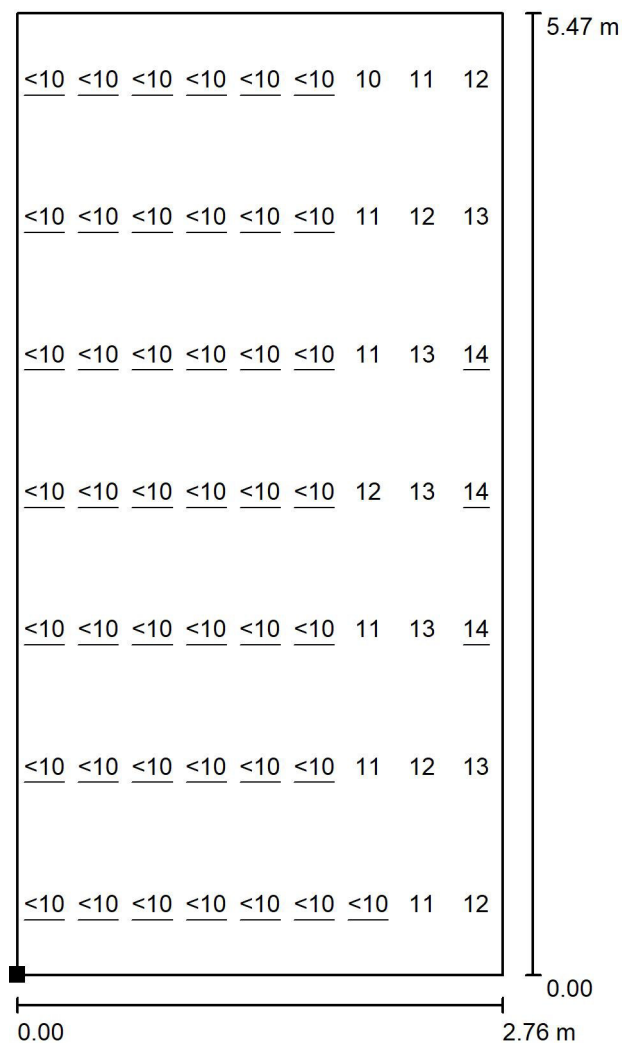 5.47 m
<10 <10 <10 <10 <10 <10 10 11 12
<10 <10 <10 <10 <10 <10 11 12 13
<10 <10 <10 <10 <10 <10 11 13 14
<10 <10 <10 <10 <10 <10 12 13 14
<10 <10 <10 <10 <10 <10 11 13 14
<10 <10 <10 <10 <10 <10 11 12 13
<10 <10 <10 <10 <10 <10 <10 11 12
0.00
0.00 2.76 m